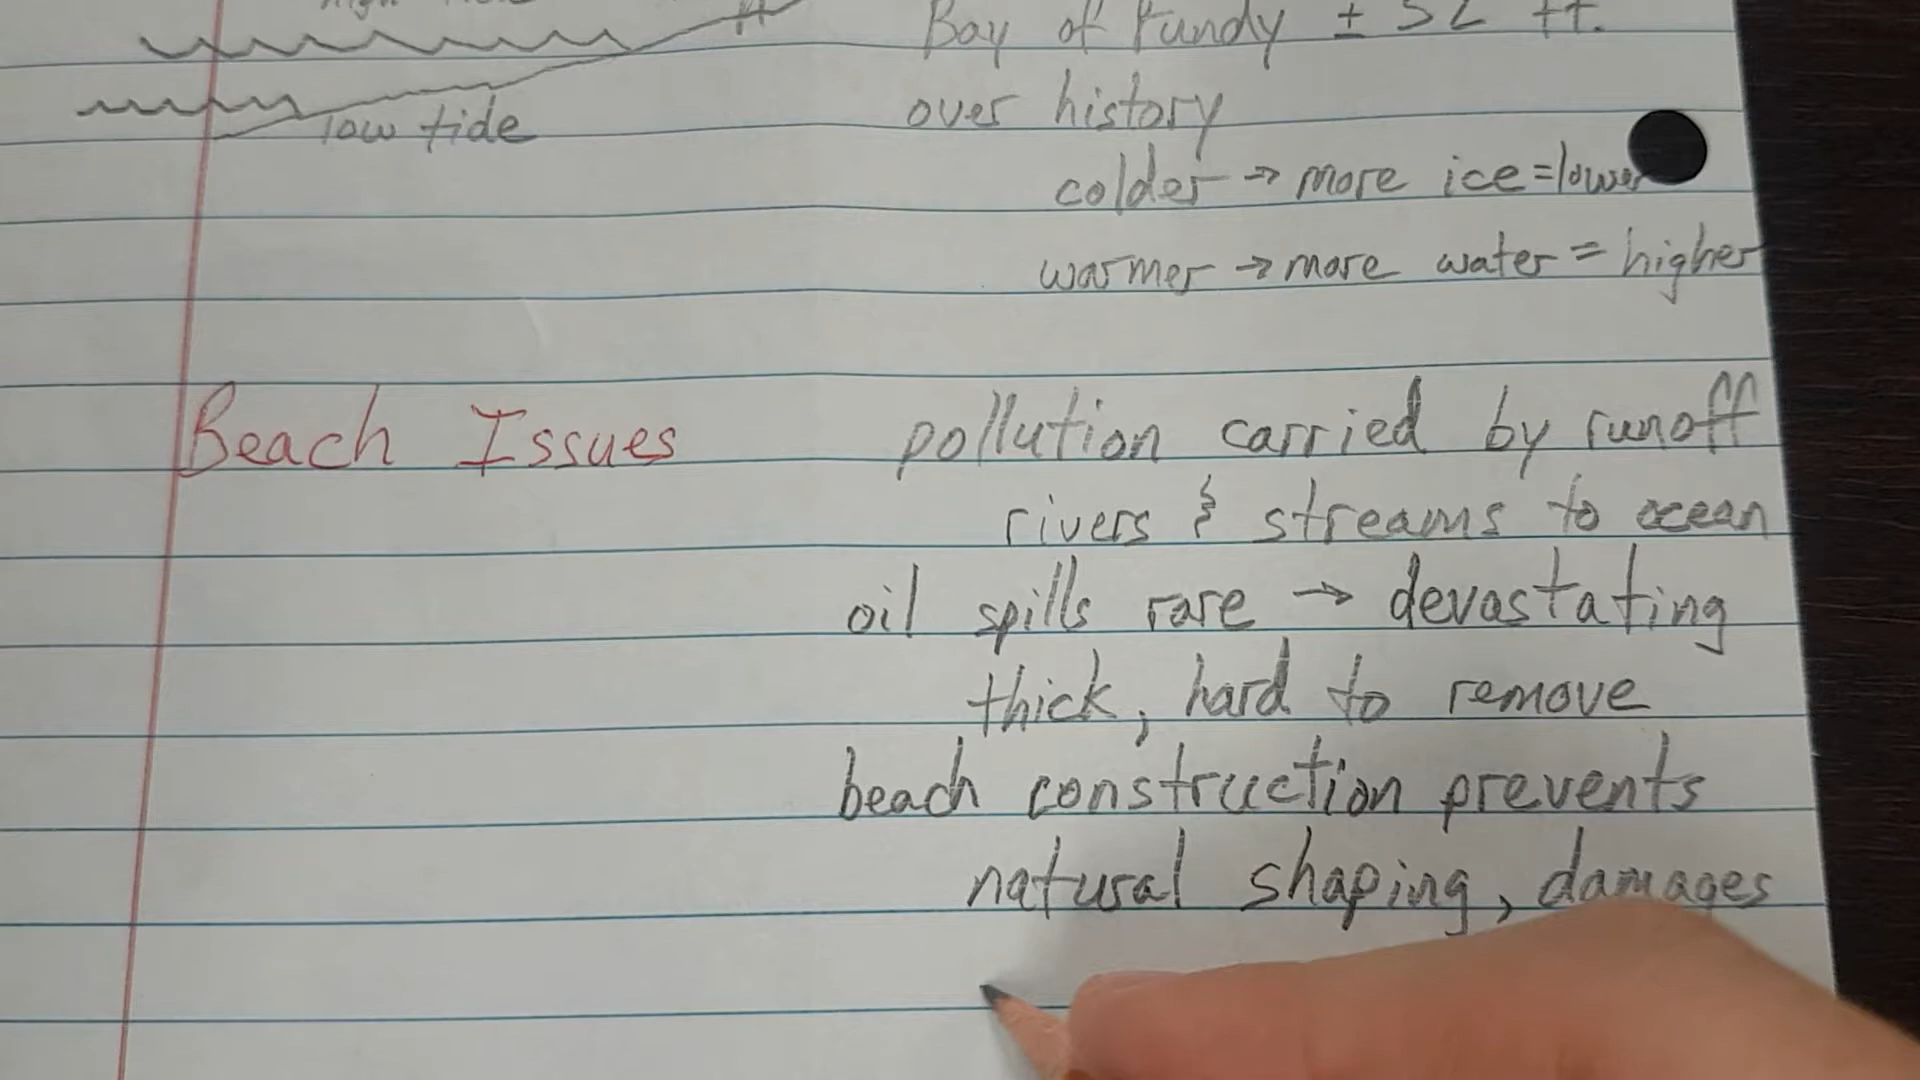 high tide
Bay of Fundy ± 52 ft.
low tide
over history
colder → more ice = lower
warmer → more water = higher
Beach Issues
pollution carried by runoff
rivers & streams to ocean
oil spills rare → devastating
thick, hard to remove
beach construction prevents
natural shaping, damages